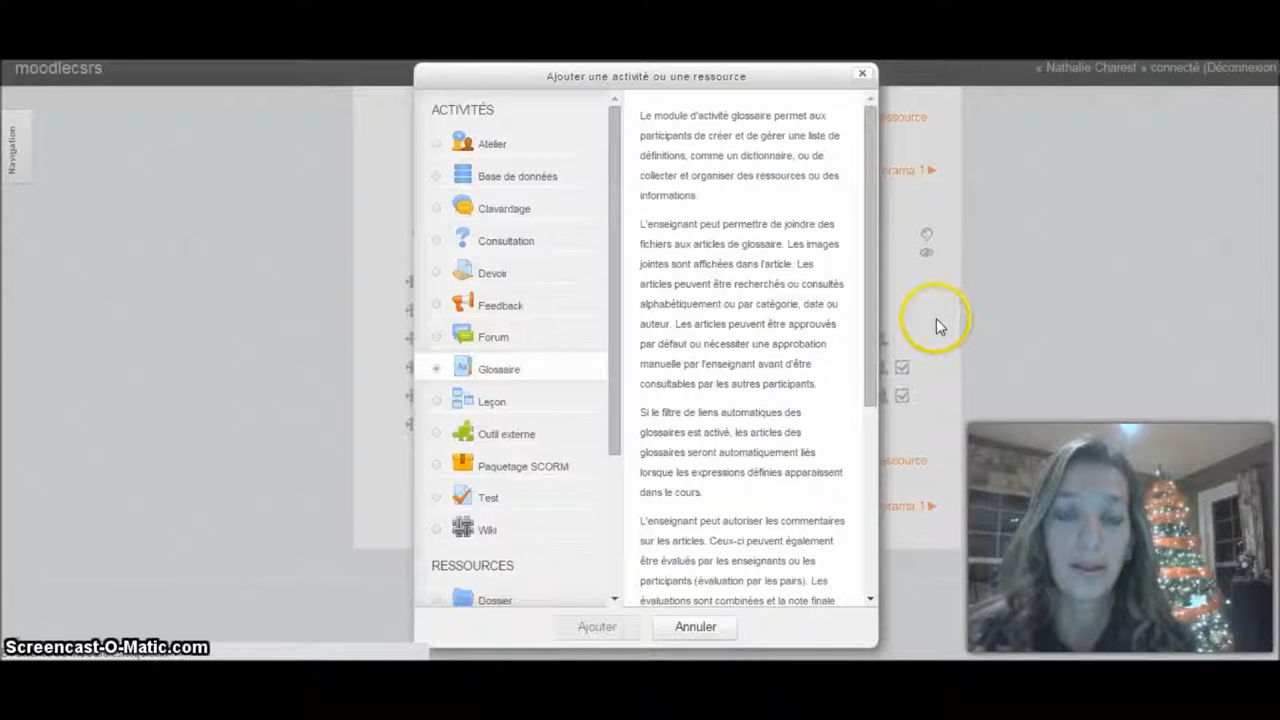 moodlecsrs
« Nathalie Charest » connecté (Déconnexion
Navigation
Ajouter une activité ou une ressource
ACTIVITÉS
Atelier
Base de données
Clavardage
Consultation
Devoir
Feedback
Forum
Glossaire
Leçon
Outil externe
Paquetage SCORM
Test
Wiki
RESSOURCES
Dossier
Le module d'activité glossaire permet aux
participants de créer et de gérer une liste de
définitions, comme un dictionnaire, ou de
collecter et organiser des ressources ou des
informations.
L'enseignant peut permettre de joindre des
fichiers aux articles de glossaire. Les images
jointes sont affichées dans l'article. Les
articles peuvent être recherchés ou consultés
alphabétiquement ou par catégorie, date ou
auteur. Les articles peuvent être approuvés
par défaut ou nécessiter une approbation
manuelle par l'enseignant avant d'être
consultables par les autres participants.
Si le filtre de liens automatiques des
glossaires est activé, les articles des
glossaires seront automatiquement liés
lorsque les expressions définies apparaissent
dans le cours.
L'enseignant peut autoriser les commentaires
sur les articles. Ceux-ci peuvent également
être évalués par les enseignants ou les
participants (évaluation par les pairs). Les
évaluations sont combinées et la note finale
Ajouter
Annuler
ssource
rama 1
ssource
orama 1
Screencast-O-Matic.com